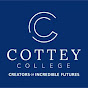 C
COTTEY
COLLEGE
CREATORS OF INCREDIBLE FUTURES